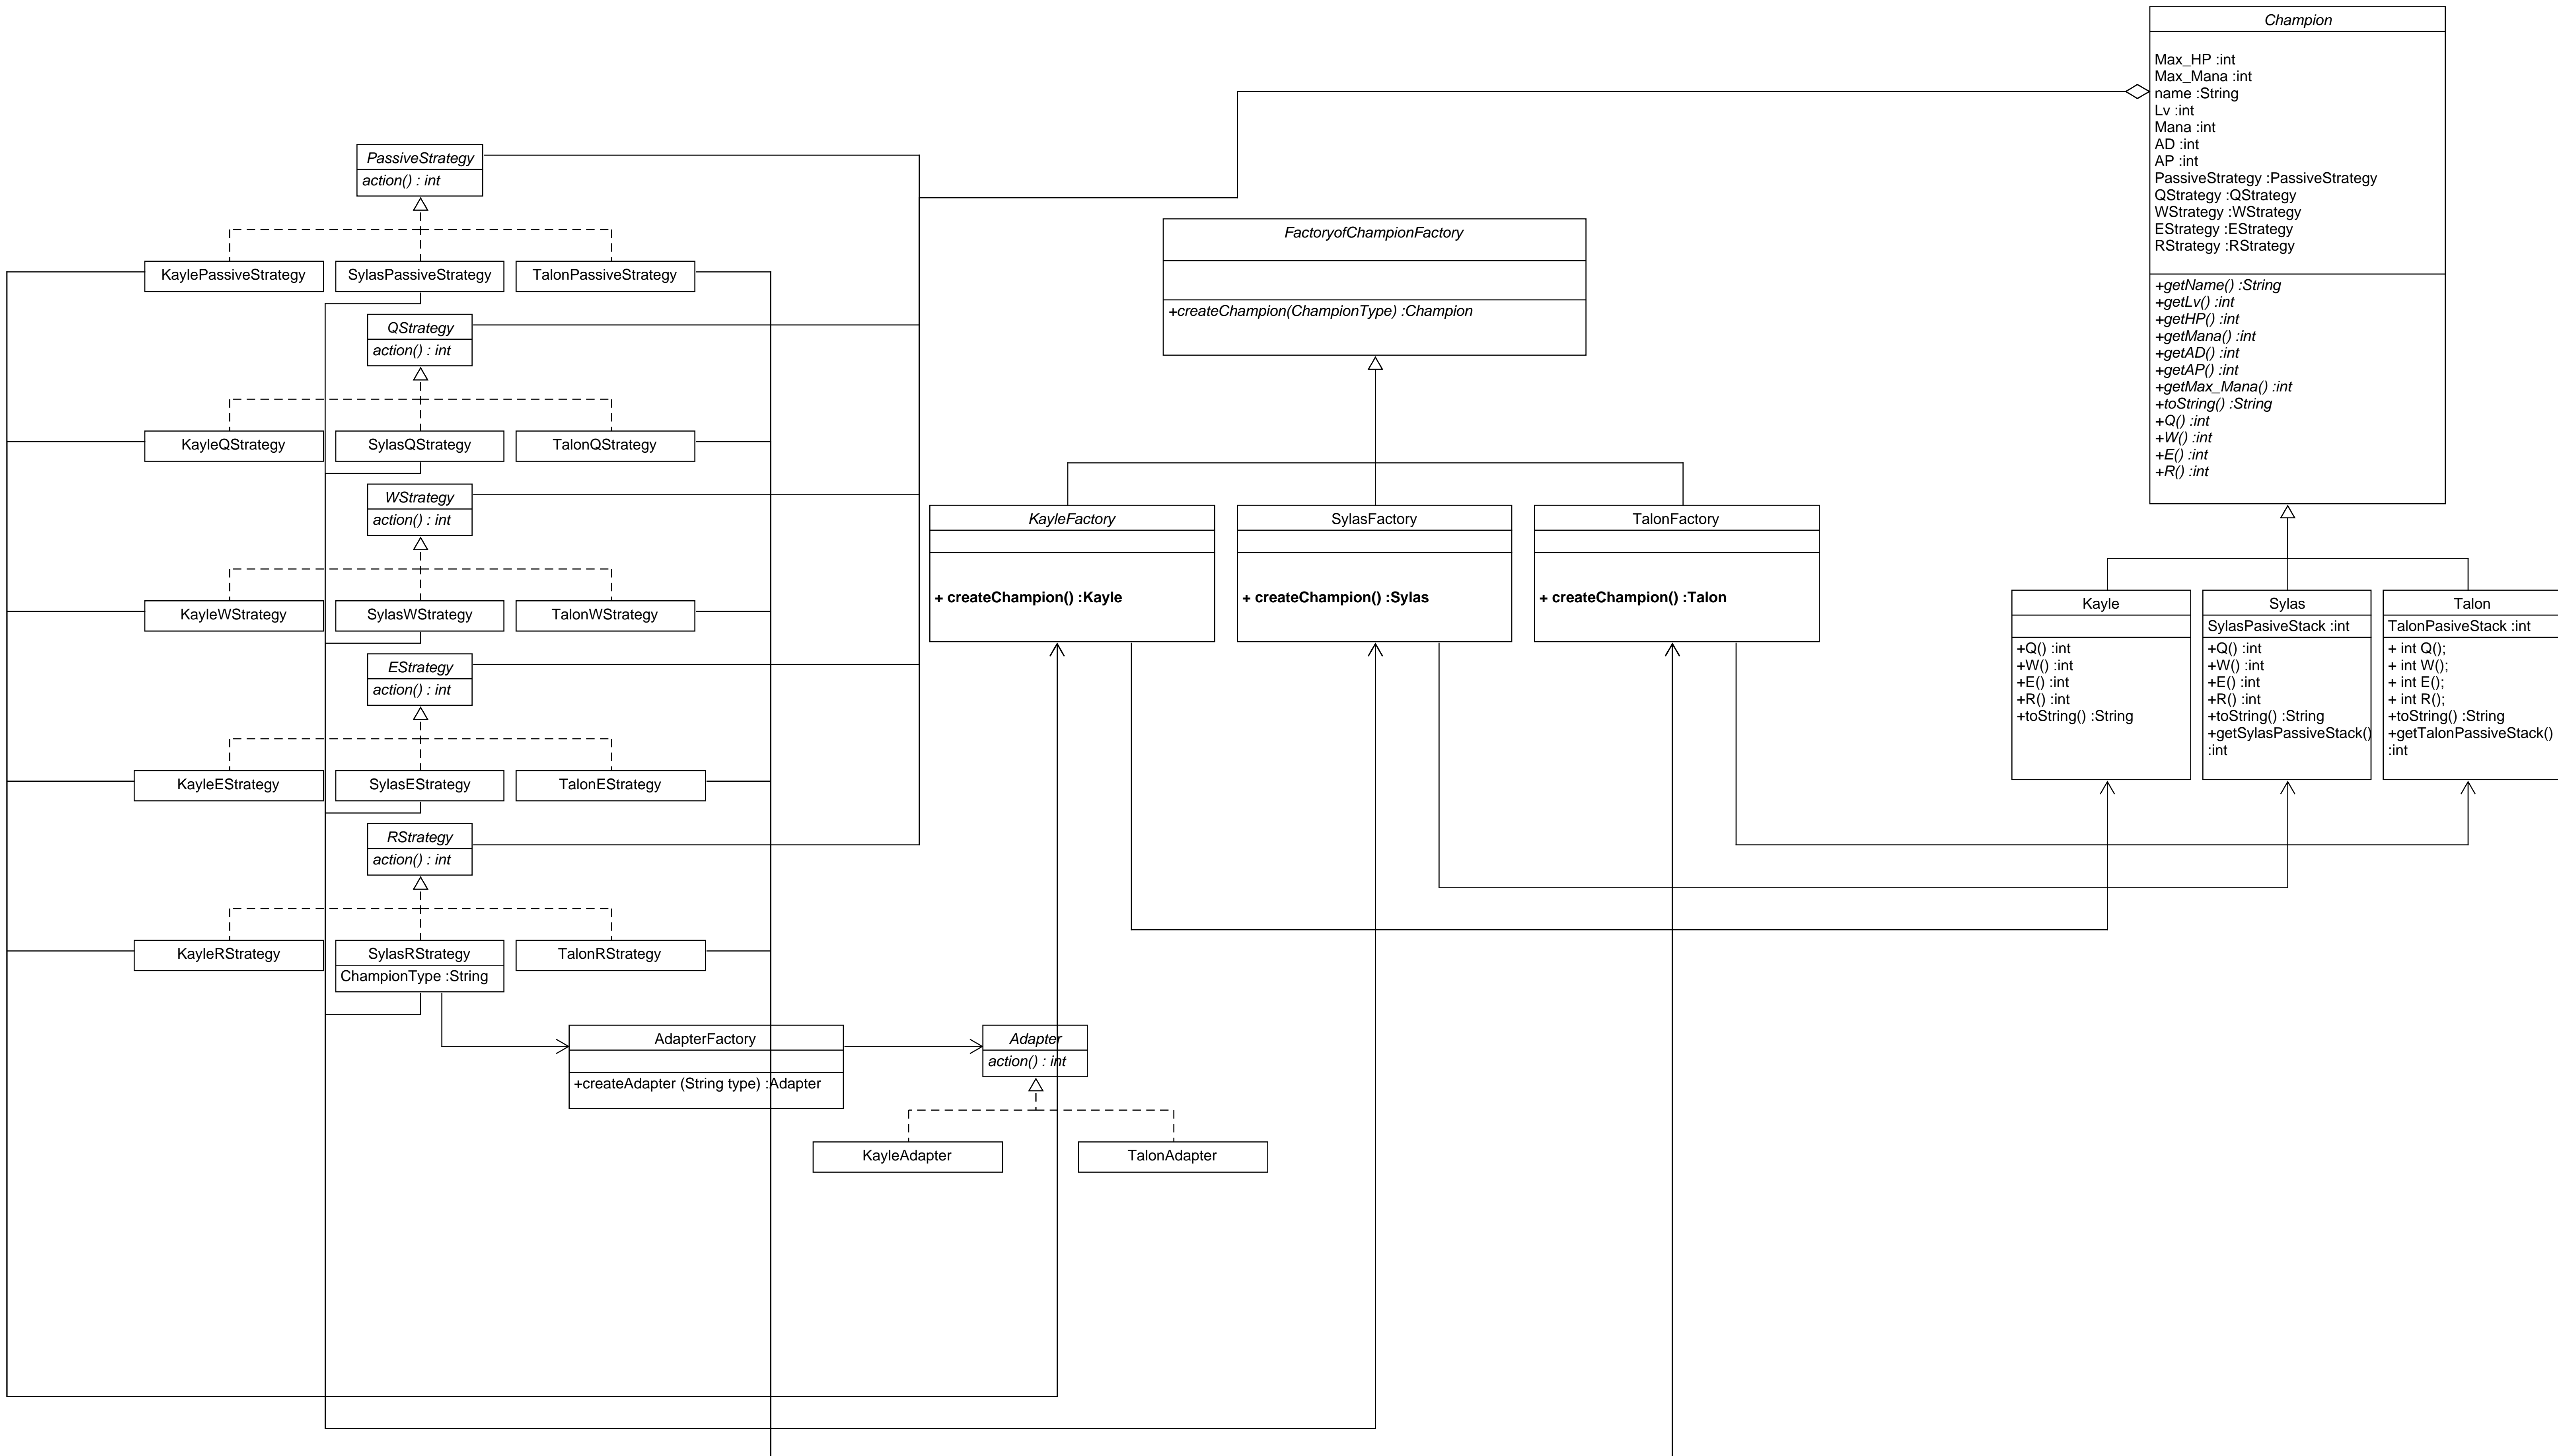 Champion
Max_HP :int
Max_Mana :int
name :String
Lv :int
Mana :int
AD :int
AP :int
PassiveStrategy :PassiveStrategy
QStrategy :QStrategy
WStrategy :WStrategy
EStrategy :EStrategy
RStrategy :RStrategy
+getName() :String
+getLv() :int
+getHP() :int
+getMana() :int
+getAD() :int
+getAP() :int
+getMax_Mana() :int
+toString() :String
+Q() :int
+W() :int
+E() :int
+R() :int
PassiveStrategy
action() : int
KaylePassiveStrategy
SylasPassiveStrategy
TalonPassiveStrategy
QStrategy
action() : int
KayleQStrategy
SylasQStrategy
TalonQStrategy
WStrategy
action() : int
KayleWStrategy
SylasWStrategy
TalonWStrategy
EStrategy
action() : int
KayleEStrategy
SylasEStrategy
TalonEStrategy
RStrategy
action() : int
KayleRStrategy
SylasRStrategy
ChampionType :String
TalonRStrategy
AdapterFactory
+createAdapter (String type) :Adapter
Adapter
action() : int
KayleAdapter
TalonAdapter
FactoryofChampionFactory
+createChampion(ChampionType) :Champion
KayleFactory
+ createChampion() :Kayle
SylasFactory
+ createChampion() :Sylas
TalonFactory
+ createChampion() :Talon
Kayle
+Q() :int
+W() :int
+E() :int
+R() :int
+toString() :String
Sylas
SylasPasiveStack :int
+Q() :int
+W() :int
+E() :int
+R() :int
+toString() :String
+getSylasPassiveStack()
:int
Talon
TalonPasiveStack :int
+ int Q();
+ int W();
+ int E();
+ int R();
+toString() :String
+getTalonPassiveStack()
:int